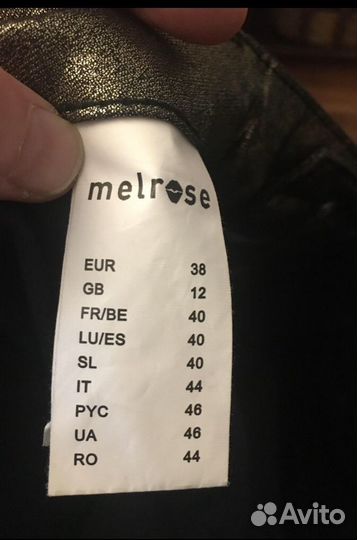 melrose
EUR 38
GB 12
FR/BE 40
LU/ES 40
SL 40
IT 44
РУС 46
UA 46
RO 44
Avito